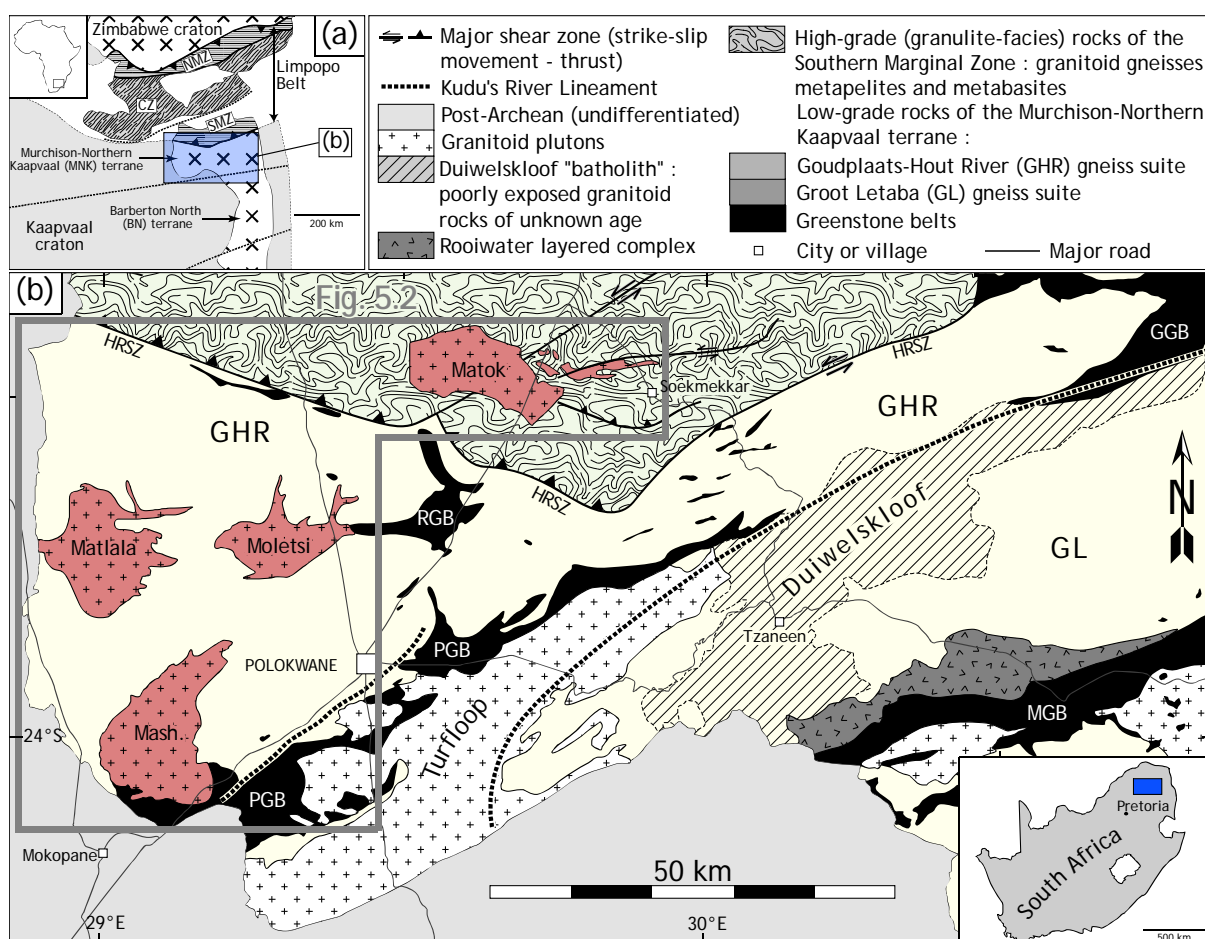 Zimbabwe craton
(a)
NMZ
Limpopo
Belt
CZ
SMZ
(b)
Murchison-Northern
Kaapvaal (MNK) terrane
Barberton North
(BN) terrane
200 km
Kaapvaal
craton
Major shear zone (strike-slip
movement - thrust)
Kudu's River Lineament
Post-Archean (undifferentiated)
Granitoid plutons
Duiwelskloof "batholith" :
poorly exposed granitoid
rocks of unknown age
Rooiwater layered complex
High-grade (granulite-facies) rocks of the
Southern Marginal Zone : granitoid gneisses
metapelites and metabasites
Low-grade rocks of the Murchison-Northern
Kaapvaal terrane :
Goudplaats-Hout River (GHR) gneiss suite
Groot Letaba (GL) gneiss suite
Greenstone belts
City or village
Major road
(b)
Fig. 5.2
HRSZ
HRSZ
GGB
Matok
Soekmekkar
GHR
GHR
HRSZ
N
RGB
Matlala
Moletsi
Duiwelskloof
GL
Tzaneen
PGB
POLOKWANE
Mash.
24°S
Turfloop
MGB
PGB
Mokopane
50 km
29°E
30°E
Pretoria
South Africa
500 km